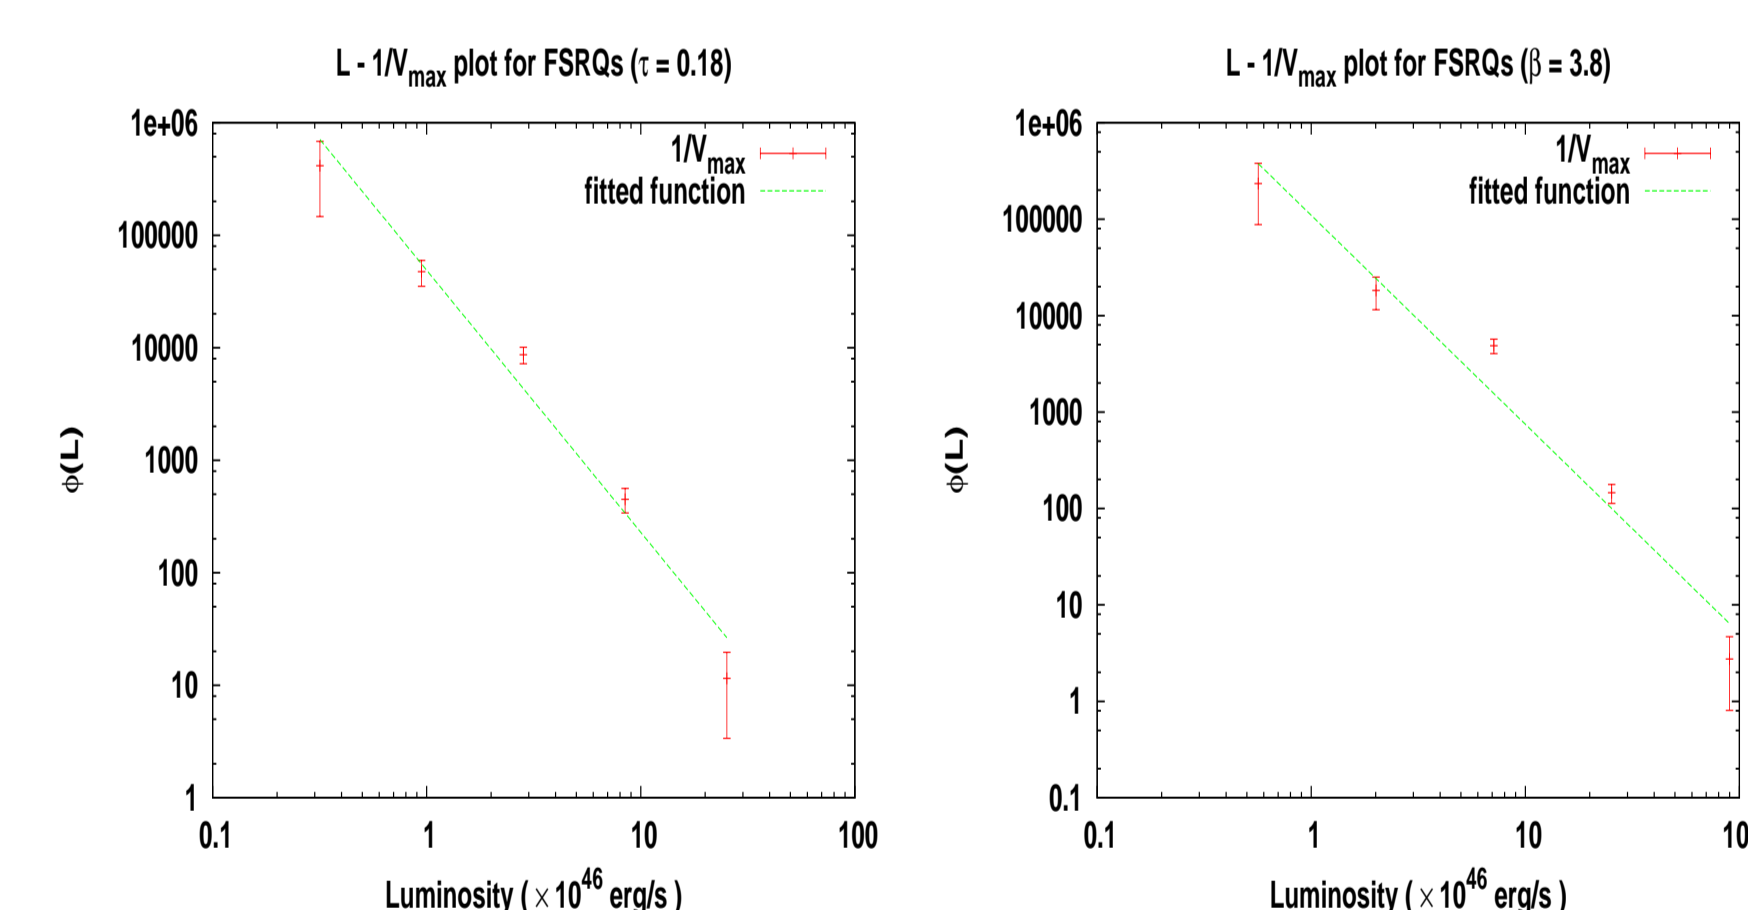 L - 1/Vmax plot for FSRQs (τ = 0.18)
1e+06
100000
10000
1000
100
10
1
ϕ(L)
1/Vmax
fitted function
0.1 1 10 100
Luminosity ( ×10^46 erg/s )
L - 1/Vmax plot for FSRQs (β = 3.8)
1e+06
100000
10000
1000
100
10
1
0.1
ϕ(L)
1/Vmax
fitted function
0.1 1 10 10
Luminosity ( ×10^46 erg/s )